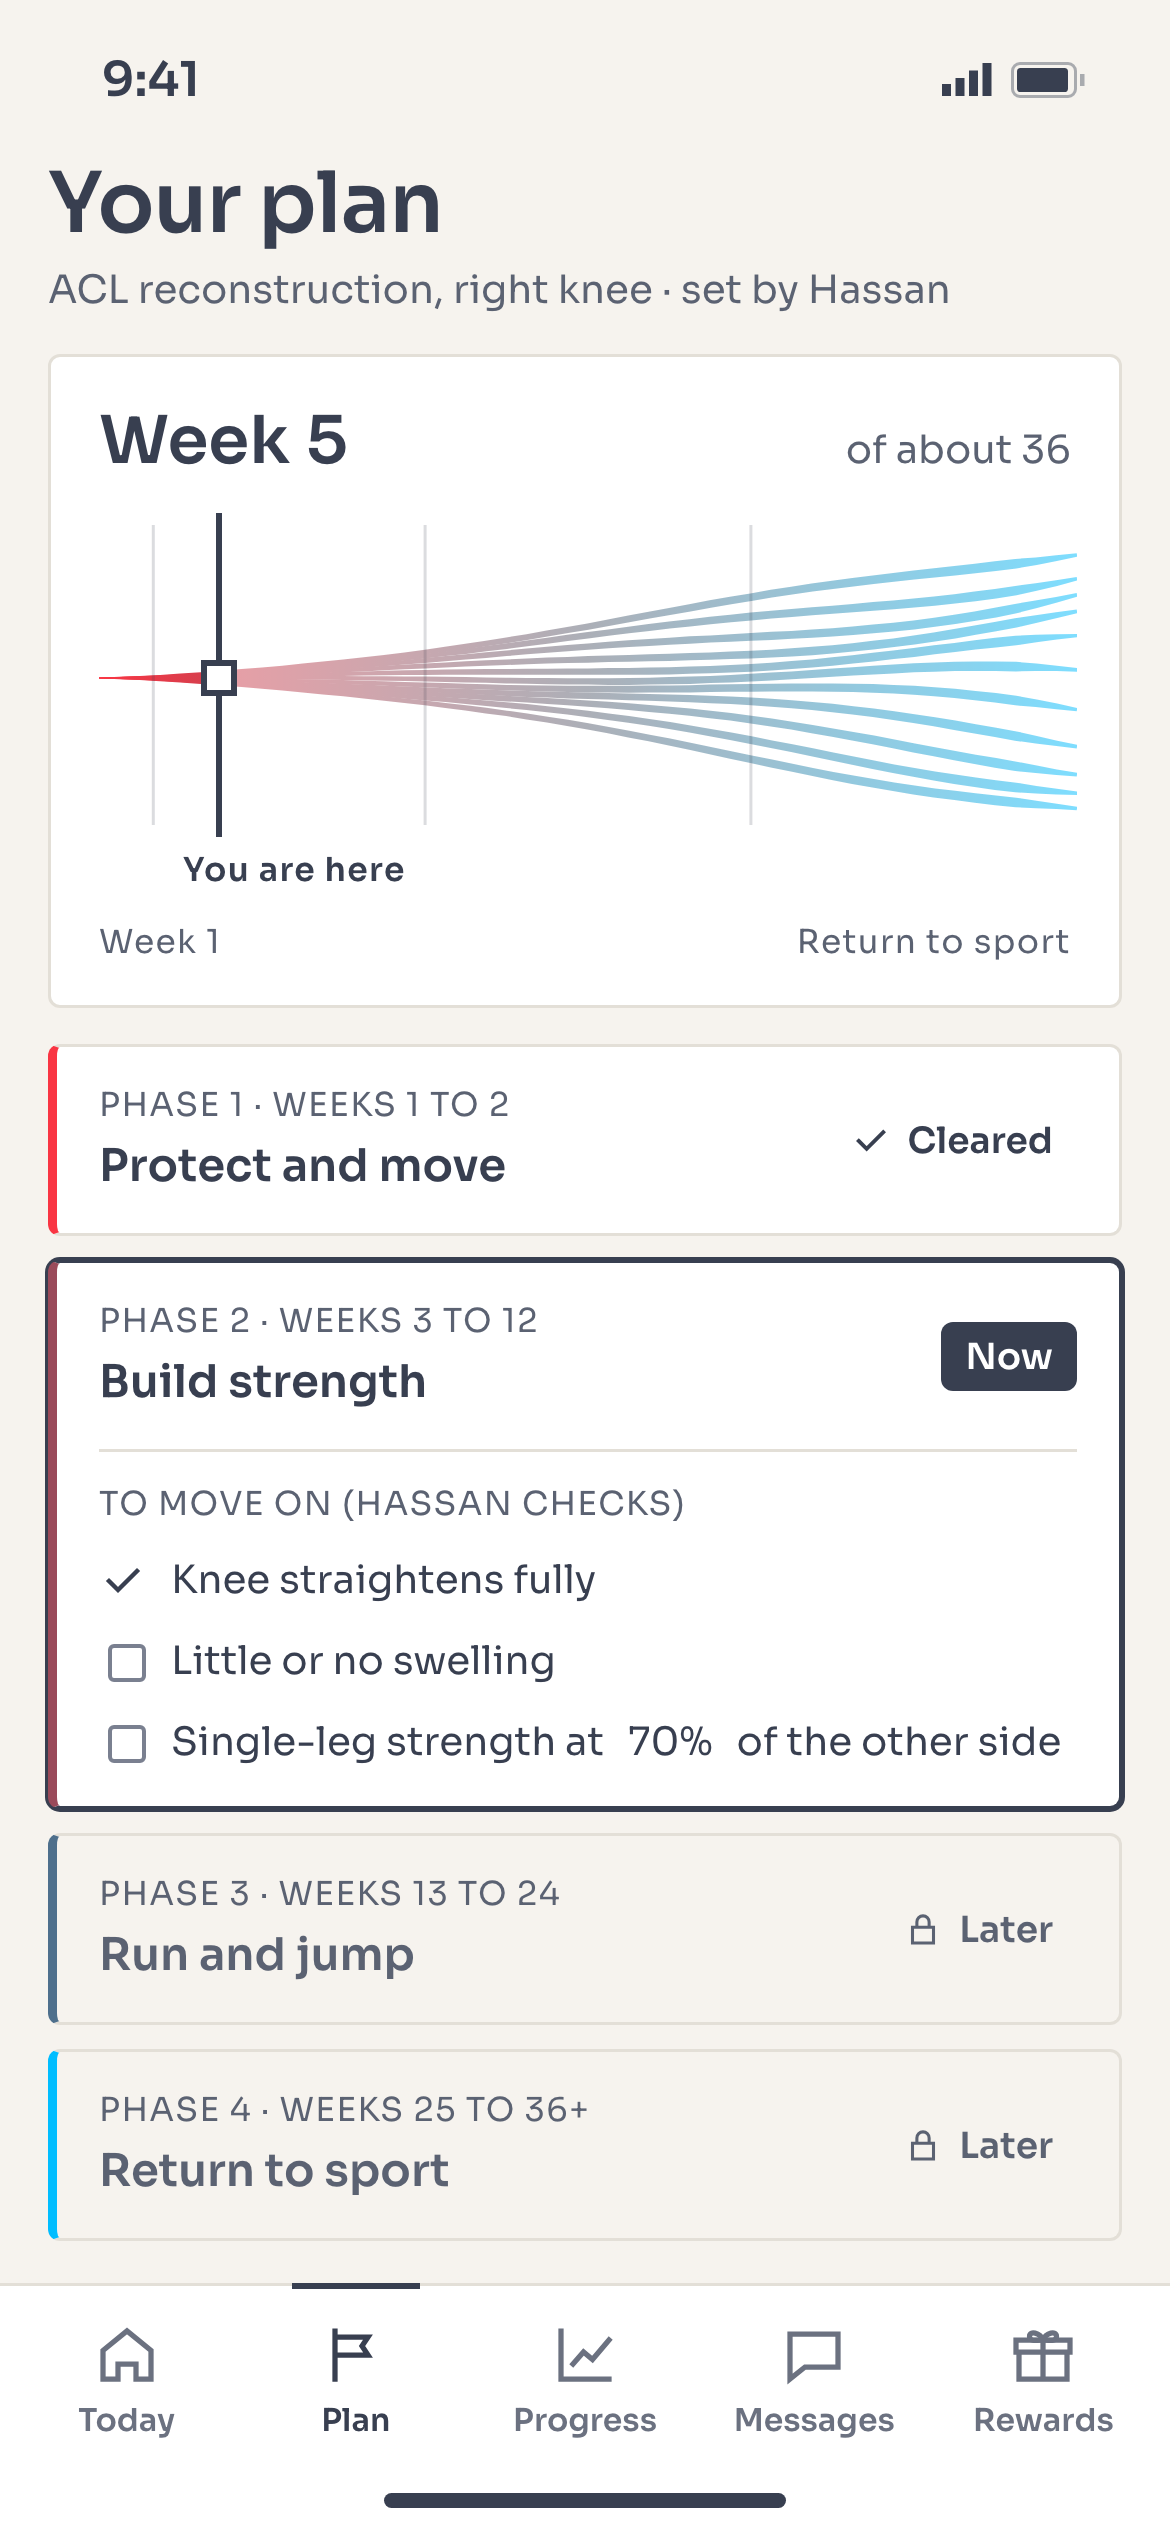 9:41
Your plan
ACL reconstruction, right knee · set by Hassan
Week 5
of about 36
You are here
Week 1
Return to sport
PHASE 1 · WEEKS 1 TO 2
Protect and move
Cleared
PHASE 2 · WEEKS 3 TO 12
Build strength
Now
TO MOVE ON (HASSAN CHECKS)
Knee straightens fully
Little or no swelling
Single-leg strength at 70% of the other side
PHASE 3 · WEEKS 13 TO 24
Run and jump
Later
PHASE 4 · WEEKS 25 TO 36+
Return to sport
Later
Today
Plan
Progress
Messages
Rewards